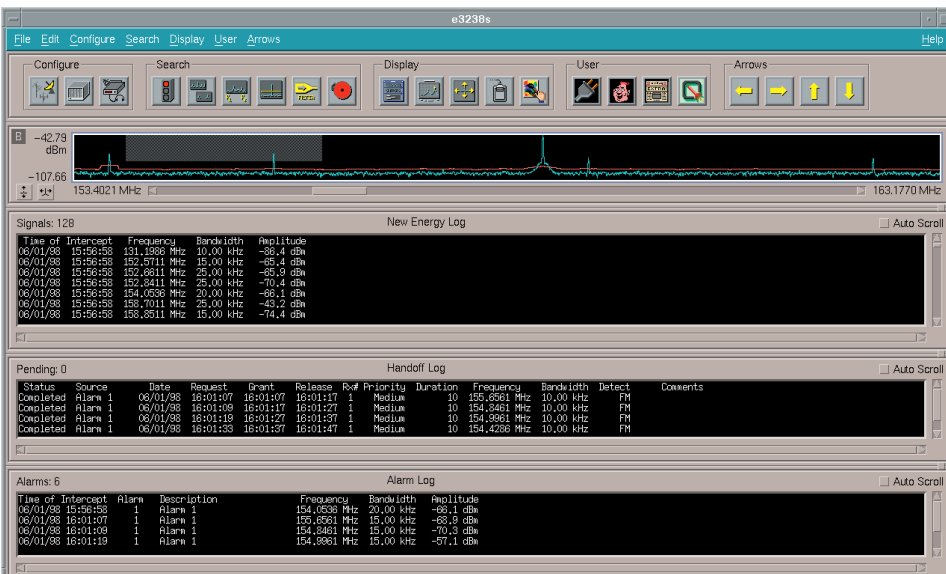 e3238s
File Edit Configure Search Display User Arrows Help
Configure Search Display User Arrows
B -42.79
dBm
-107.66
153.4021 MHz 163.1770 MHz
Signals: 128 New Energy Log Auto Scroll
Time of Intercept Frequency Bandwidth Amplitude
06/01/98 15:56:58 131.1986 MHz 10.00 kHz -86.4 dBm
06/01/98 15:56:58 152.5711 MHz 15.00 kHz -65.4 dBm
06/01/98 15:56:58 152.6611 MHz 25.00 kHz -65.9 dBm
06/01/98 15:56:58 152.8411 MHz 25.00 kHz -70.4 dBm
06/01/98 15:56:58 154.0536 MHz 20.00 kHz -66.1 dBm
06/01/98 15:56:58 158.7011 MHz 25.00 kHz -43.2 dBm
06/01/98 15:56:58 158.8511 MHz 15.00 kHz -74.4 dBm
Pending: 0 Handoff Log Auto Scroll
Status Source Date Request Grant Release Rx# Priority Duration Frequency Bandwidth Detect Comments
Completed Alarm 1 06/01/98 16:01:07 16:01:07 16:01:17 1 Medium 10 155.6561 MHz 10.00 kHz FM
Completed Alarm 1 06/01/98 16:01:09 16:01:17 16:01:27 1 Medium 10 154.8461 MHz 10.00 kHz FM
Completed Alarm 1 06/01/98 16:01:19 16:01:27 16:01:37 1 Medium 10 154.9961 MHz 10.00 kHz FM
Completed Alarm 1 06/01/98 16:01:33 16:01:37 16:01:47 1 Medium 10 154.4286 MHz 10.00 kHz FM
Alarms: 6 Alarm Log Auto Scroll
Time of Intercept Alarm Description Frequency Bandwidth Amplitude
06/01/98 15:56:58 1 Alarm 1 154.0536 MHz 20.00 kHz -66.1 dBm
06/01/98 16:01:07 1 Alarm 1 155.6561 MHz 15.00 kHz -68.9 dBm
06/01/98 16:01:09 1 Alarm 1 154.8461 MHz 15.00 kHz -70.3 dBm
06/01/98 16:01:19 1 Alarm 1 154.9961 MHz 15.00 kHz -57.1 dBm